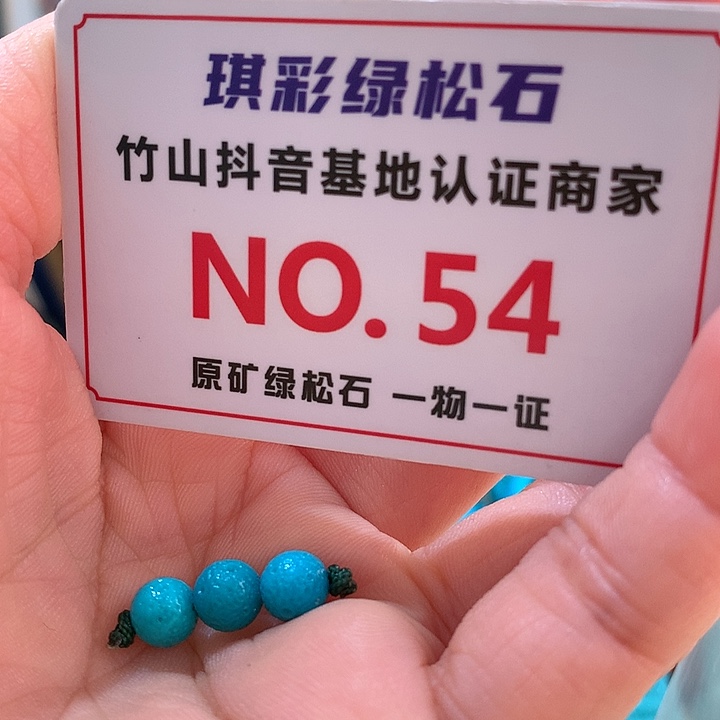 琪彩绿松石
竹山抖音基地认证商家
NO.54
原矿绿松石 一物一证